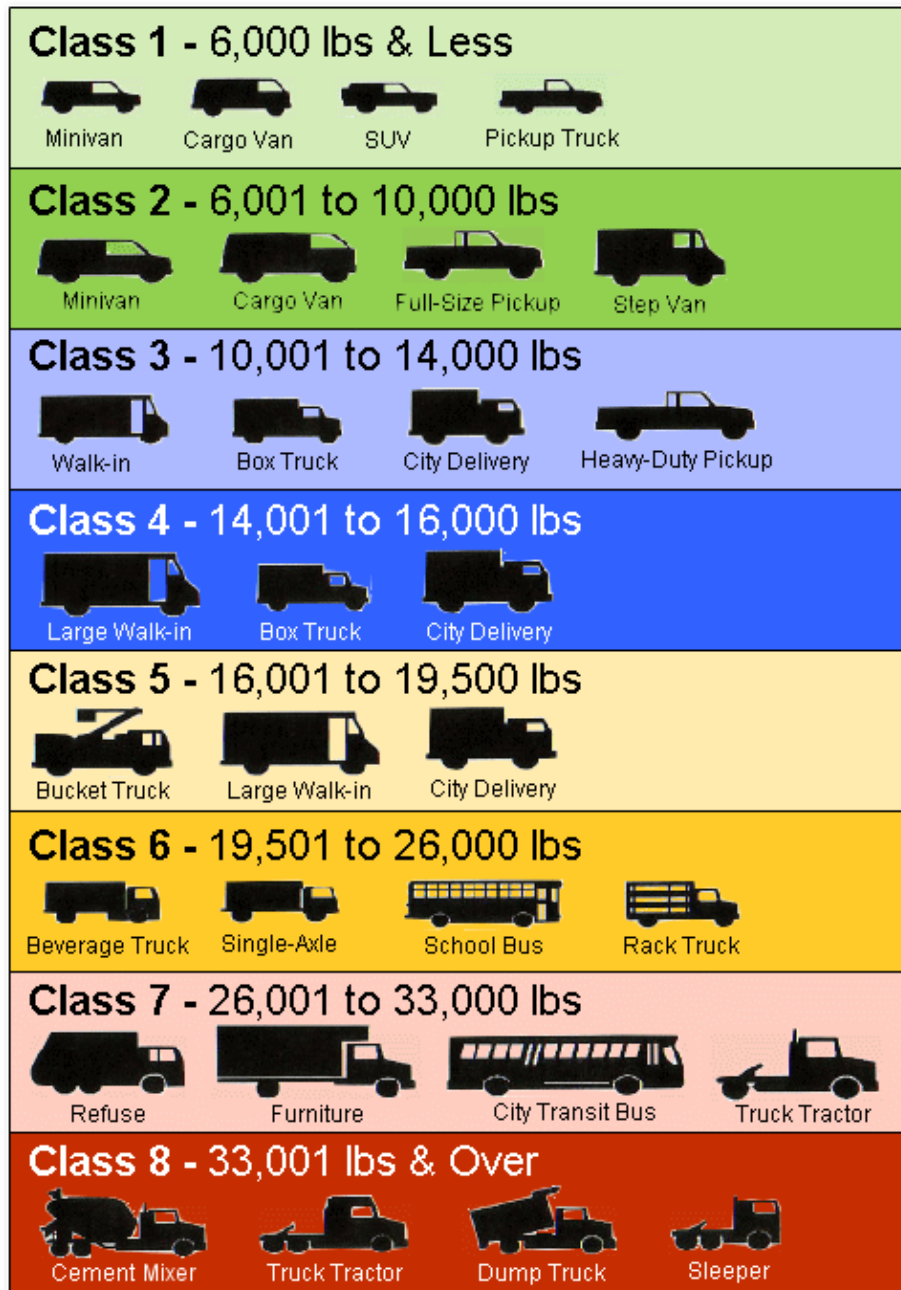 Class 1 - 6,000 lbs & Less
Minivan Cargo Van SUV Pickup Truck
Class 2 - 6,001 to 10,000 lbs
Minivan Cargo Van Full-Size Pickup Step Van
Class 3 - 10,001 to 14,000 lbs
Walk-in Box Truck City Delivery Heavy-Duty Pickup
Class 4 - 14,001 to 16,000 lbs
Large Walk-in Box Truck City Delivery
Class 5 - 16,001 to 19,500 lbs
Bucket Truck Large Walk-in City Delivery
Class 6 - 19,501 to 26,000 lbs
Beverage Truck Single-Axle School Bus Rack Truck
Class 7 - 26,001 to 33,000 lbs
Refuse Furniture City Transit Bus Truck Tractor
Class 8 - 33,001 lbs & Over
Cement Mixer Truck Tractor Dump Truck Sleeper